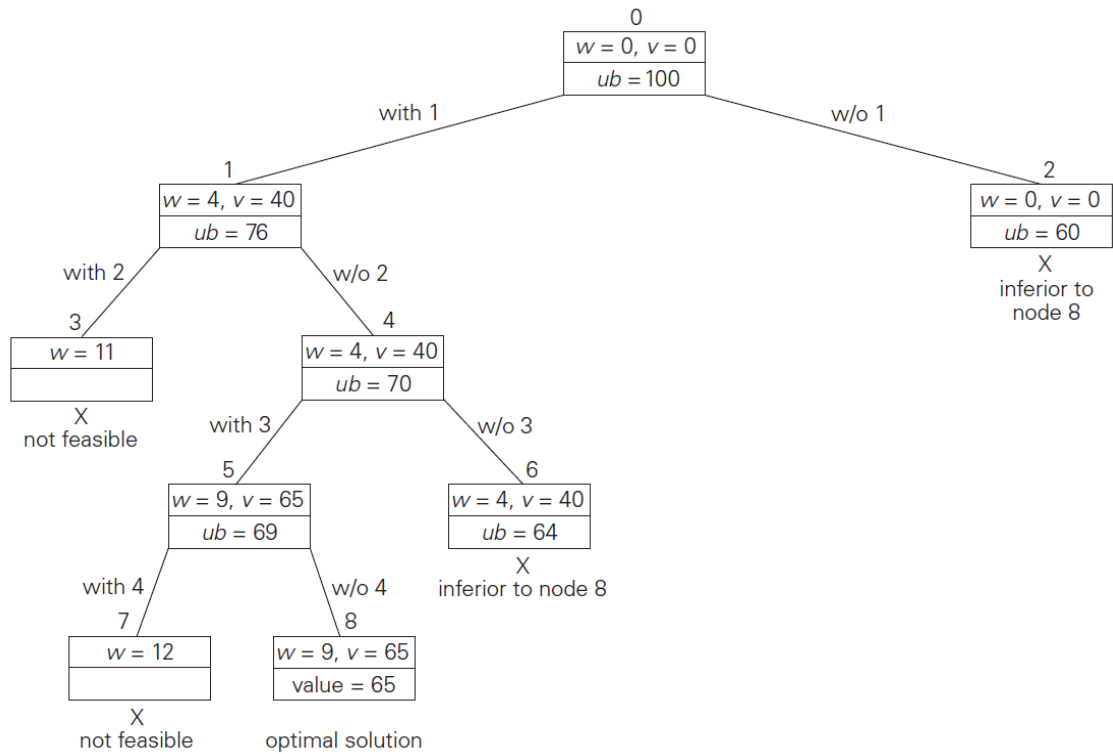 0
w = 0, v = 0
ub = 100
with 1
w/o 1
1
w = 4, v = 40
ub = 76
2
w = 0, v = 0
ub = 60
X
inferior to
node 8
with 2
w/o 2
3
w = 11
X
not feasible
4
w = 4, v = 40
ub = 70
with 3
w/o 3
5
w = 9, v = 65
ub = 69
6
w = 4, v = 40
ub = 64
X
inferior to node 8
with 4
w/o 4
7
w = 12
X
not feasible
8
w = 9, v = 65
value = 65
optimal solution